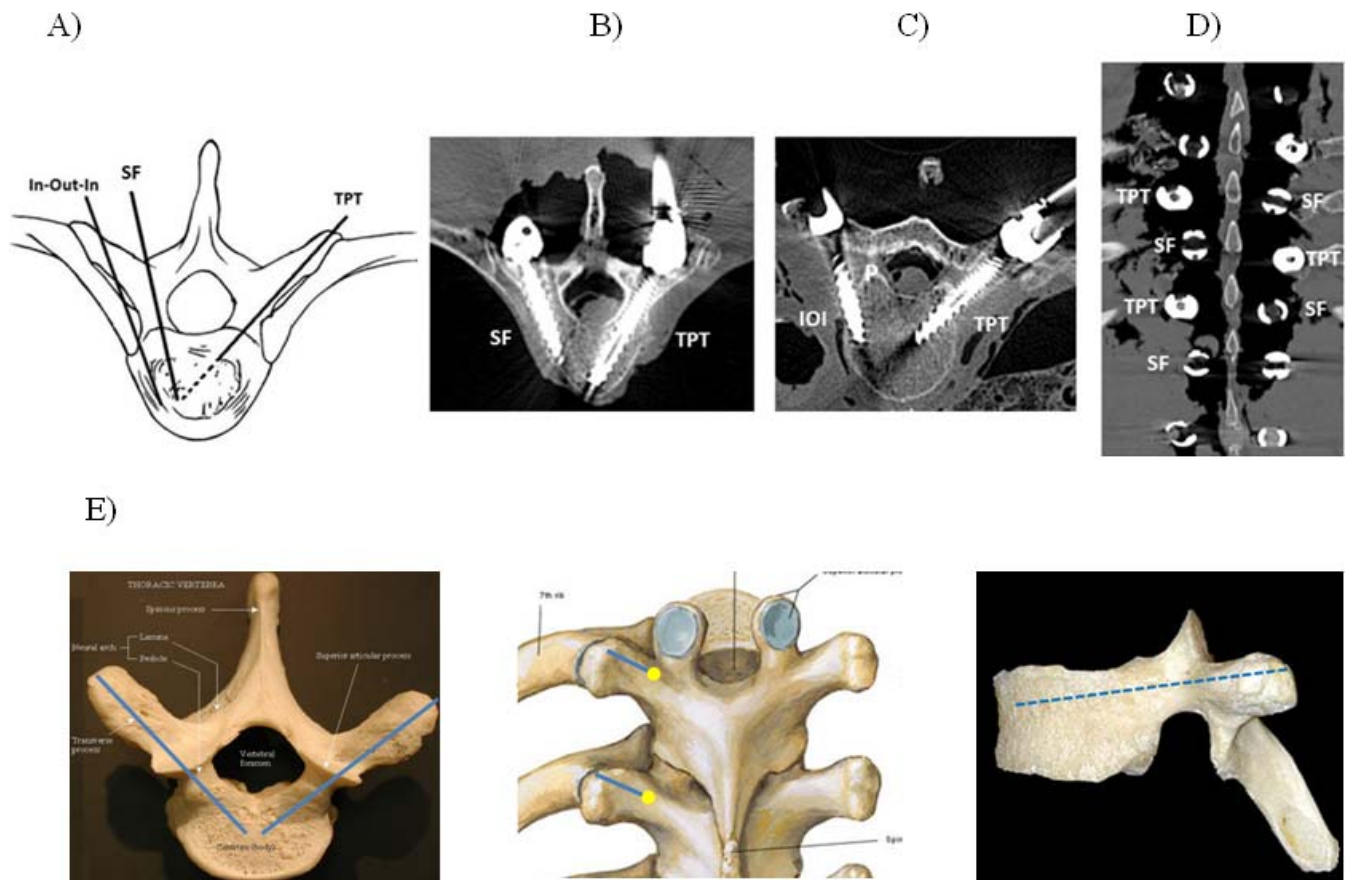 A)
B)
C)
D)
In-Out-In
SF
TPT
SF
TPT
P
IOI
TPT
TPT
SF
SF
TPT
TPT
SF
SF
E)
THORACIC VERTEBRA
Spinous process
Lamina
Neural arch
Pedicle
Superior articular process
Transverse
process
Vertebral
foramen
7th rib